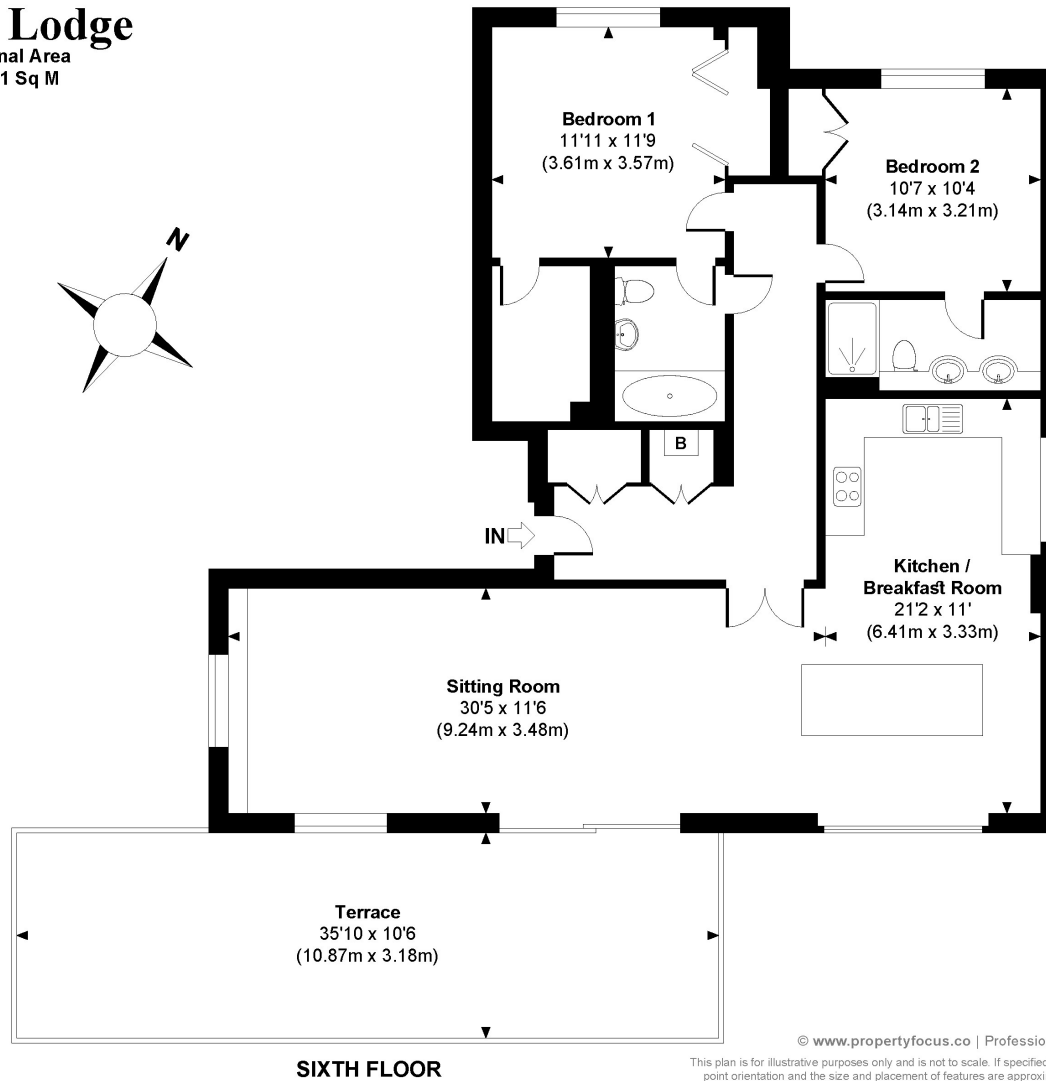 Lodge
nal Area
1 Sq M
N
Bedroom 1
11'11 x 11'9
(3.61m x 3.57m)
Bedroom 2
10'7 x 10'4
(3.14m x 3.21m)
B
IN
Kitchen /
Breakfast Room
21'2 x 11'
(6.41m x 3.33m)
Sitting Room
30'5 x 11'6
(9.24m x 3.48m)
Terrace
35'10 x 10'6
(10.87m x 3.18m)
SIXTH FLOOR
© www.propertyfocus.co | Professio
This plan is for illustrative purposes only and is not to scale. If specified
point orientation and the size and placement of features are approxi